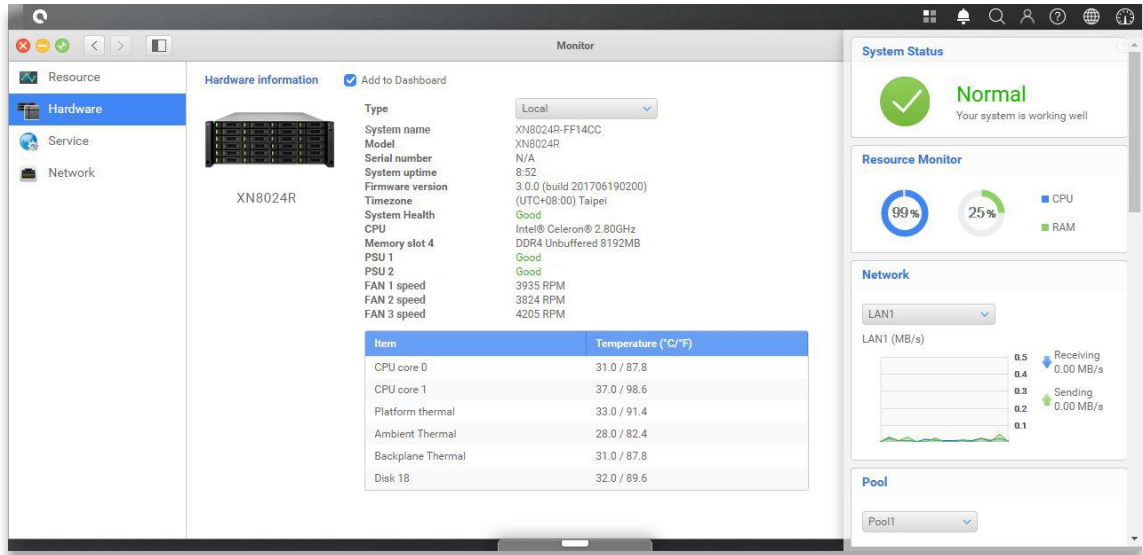 Monitor
Resource
Hardware
Service
Network
Hardware information
Add to Dashboard
XN8024R
Type Local
System name XN8024R-FF14CC
Model XN8024R
Serial number N/A
System uptime 8:52
Firmware version 3.0.0 (build 201706190200)
Timezone (UTC+08:00) Taipei
System Health Good
CPU Intel® Celeron® 2.80GHz
Memory slot 4 DDR4 Unbuffered 8192MB
PSU 1 Good
PSU 2 Good
FAN 1 speed 3935 RPM
FAN 2 speed 3824 RPM
FAN 3 speed 4205 RPM
Item Temperature (°C/°F)
CPU core 0 31.0 / 87.8
CPU core 1 37.0 / 98.6
Platform thermal 33.0 / 91.4
Ambient Thermal 28.0 / 82.4
Backplane Thermal 31.0 / 87.8
Disk 18 32.0 / 89.6
System Status
Normal
Your system is working well
Resource Monitor
99%
25%
CPU
RAM
Network
LAN1
LAN1 (MB/s)
0.5
0.4
0.3
0.2
0.1
Receiving
0.00 MB/s
Sending
0.00 MB/s
Pool
Pool1